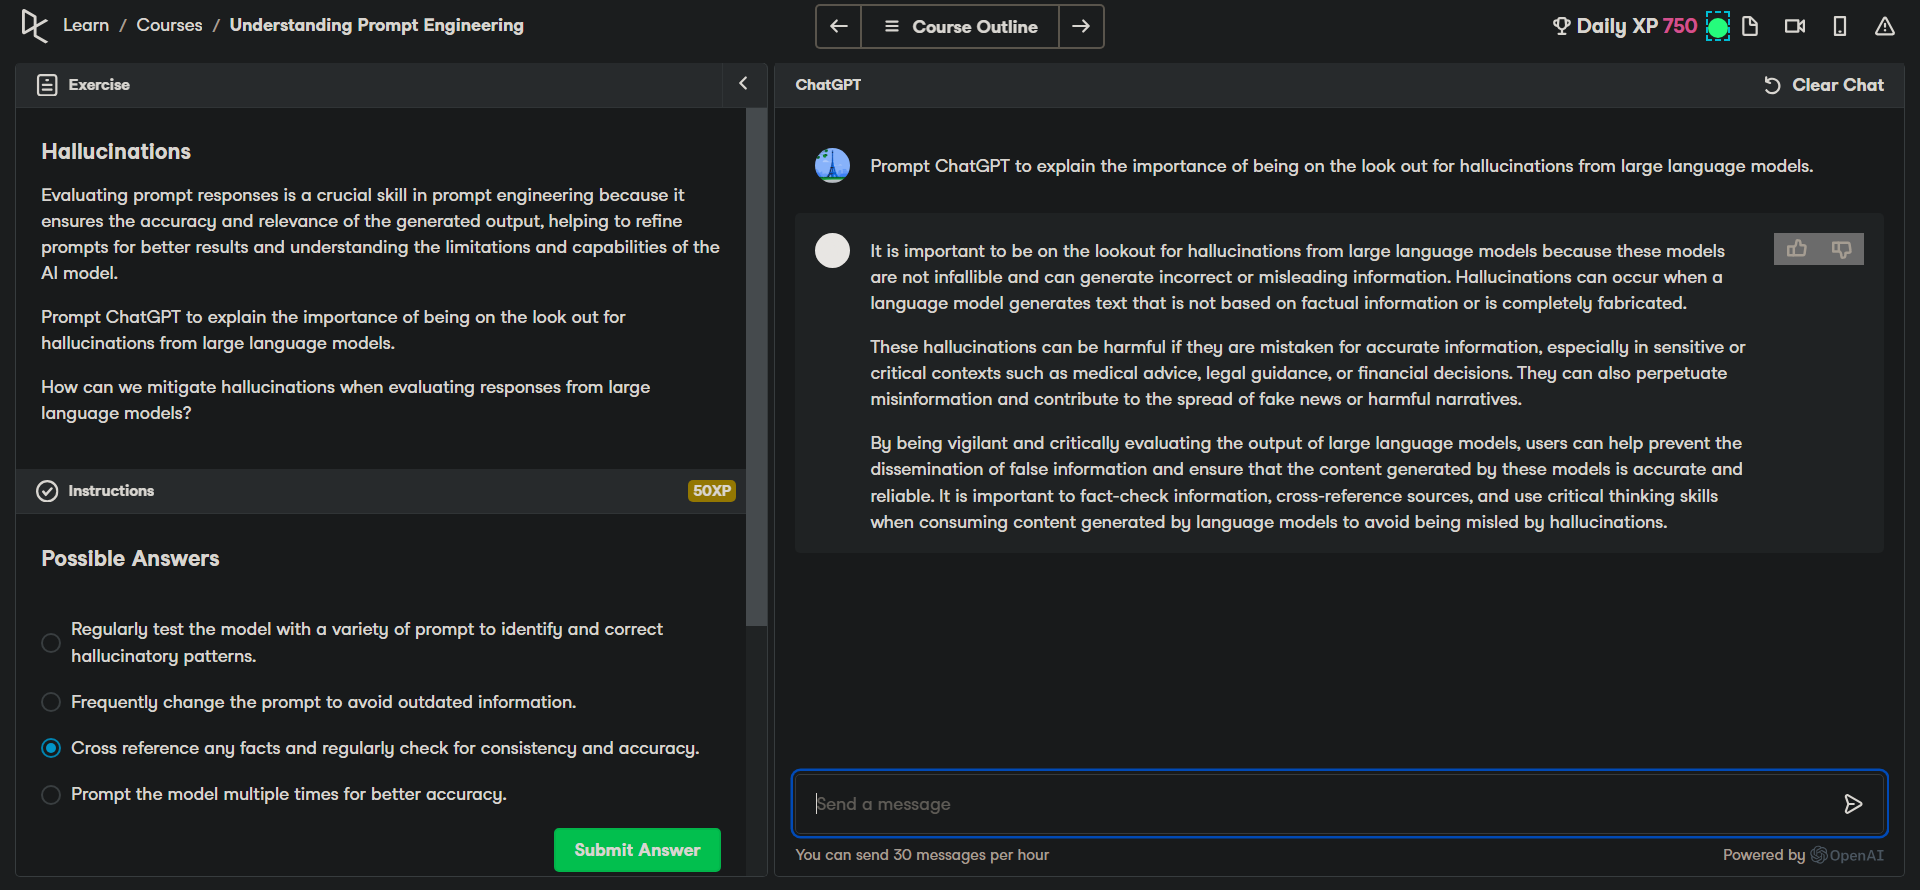 Learn / Courses / Understanding Prompt Engineering
Course Outline
Daily XP 750
Exercise
Hallucinations
Evaluating prompt responses is a crucial skill in prompt engineering because it
ensures the accuracy and relevance of the generated output, helping to refine
prompts for better results and understanding the limitations and capabilities of the
AI model.
Prompt ChatGPT to explain the importance of being on the look out for
hallucinations from large language models.
How can we mitigate hallucinations when evaluating responses from large
language models?
Instructions
50XP
Possible Answers
Regularly test the model with a variety of prompt to identify and correct
hallucinatory patterns.
Frequently change the prompt to avoid outdated information.
Cross reference any facts and regularly check for consistency and accuracy.
Prompt the model multiple times for better accuracy.
Submit Answer
ChatGPT
Clear Chat
Prompt ChatGPT to explain the importance of being on the look out for hallucinations from large language models.
It is important to be on the lookout for hallucinations from large language models because these models
are not infallible and can generate incorrect or misleading information. Hallucinations can occur when a
language model generates text that is not based on factual information or is completely fabricated.
These hallucinations can be harmful if they are mistaken for accurate information, especially in sensitive or
critical contexts such as medical advice, legal guidance, or financial decisions. They can also perpetuate
misinformation and contribute to the spread of fake news or harmful narratives.
By being vigilant and critically evaluating the output of large language models, users can help prevent the
dissemination of false information and ensure that the content generated by these models is accurate and
reliable. It is important to fact-check information, cross-reference sources, and use critical thinking skills
when consuming content generated by language models to avoid being misled by hallucinations.
Send a message
You can send 30 messages per hour
Powered by OpenAI